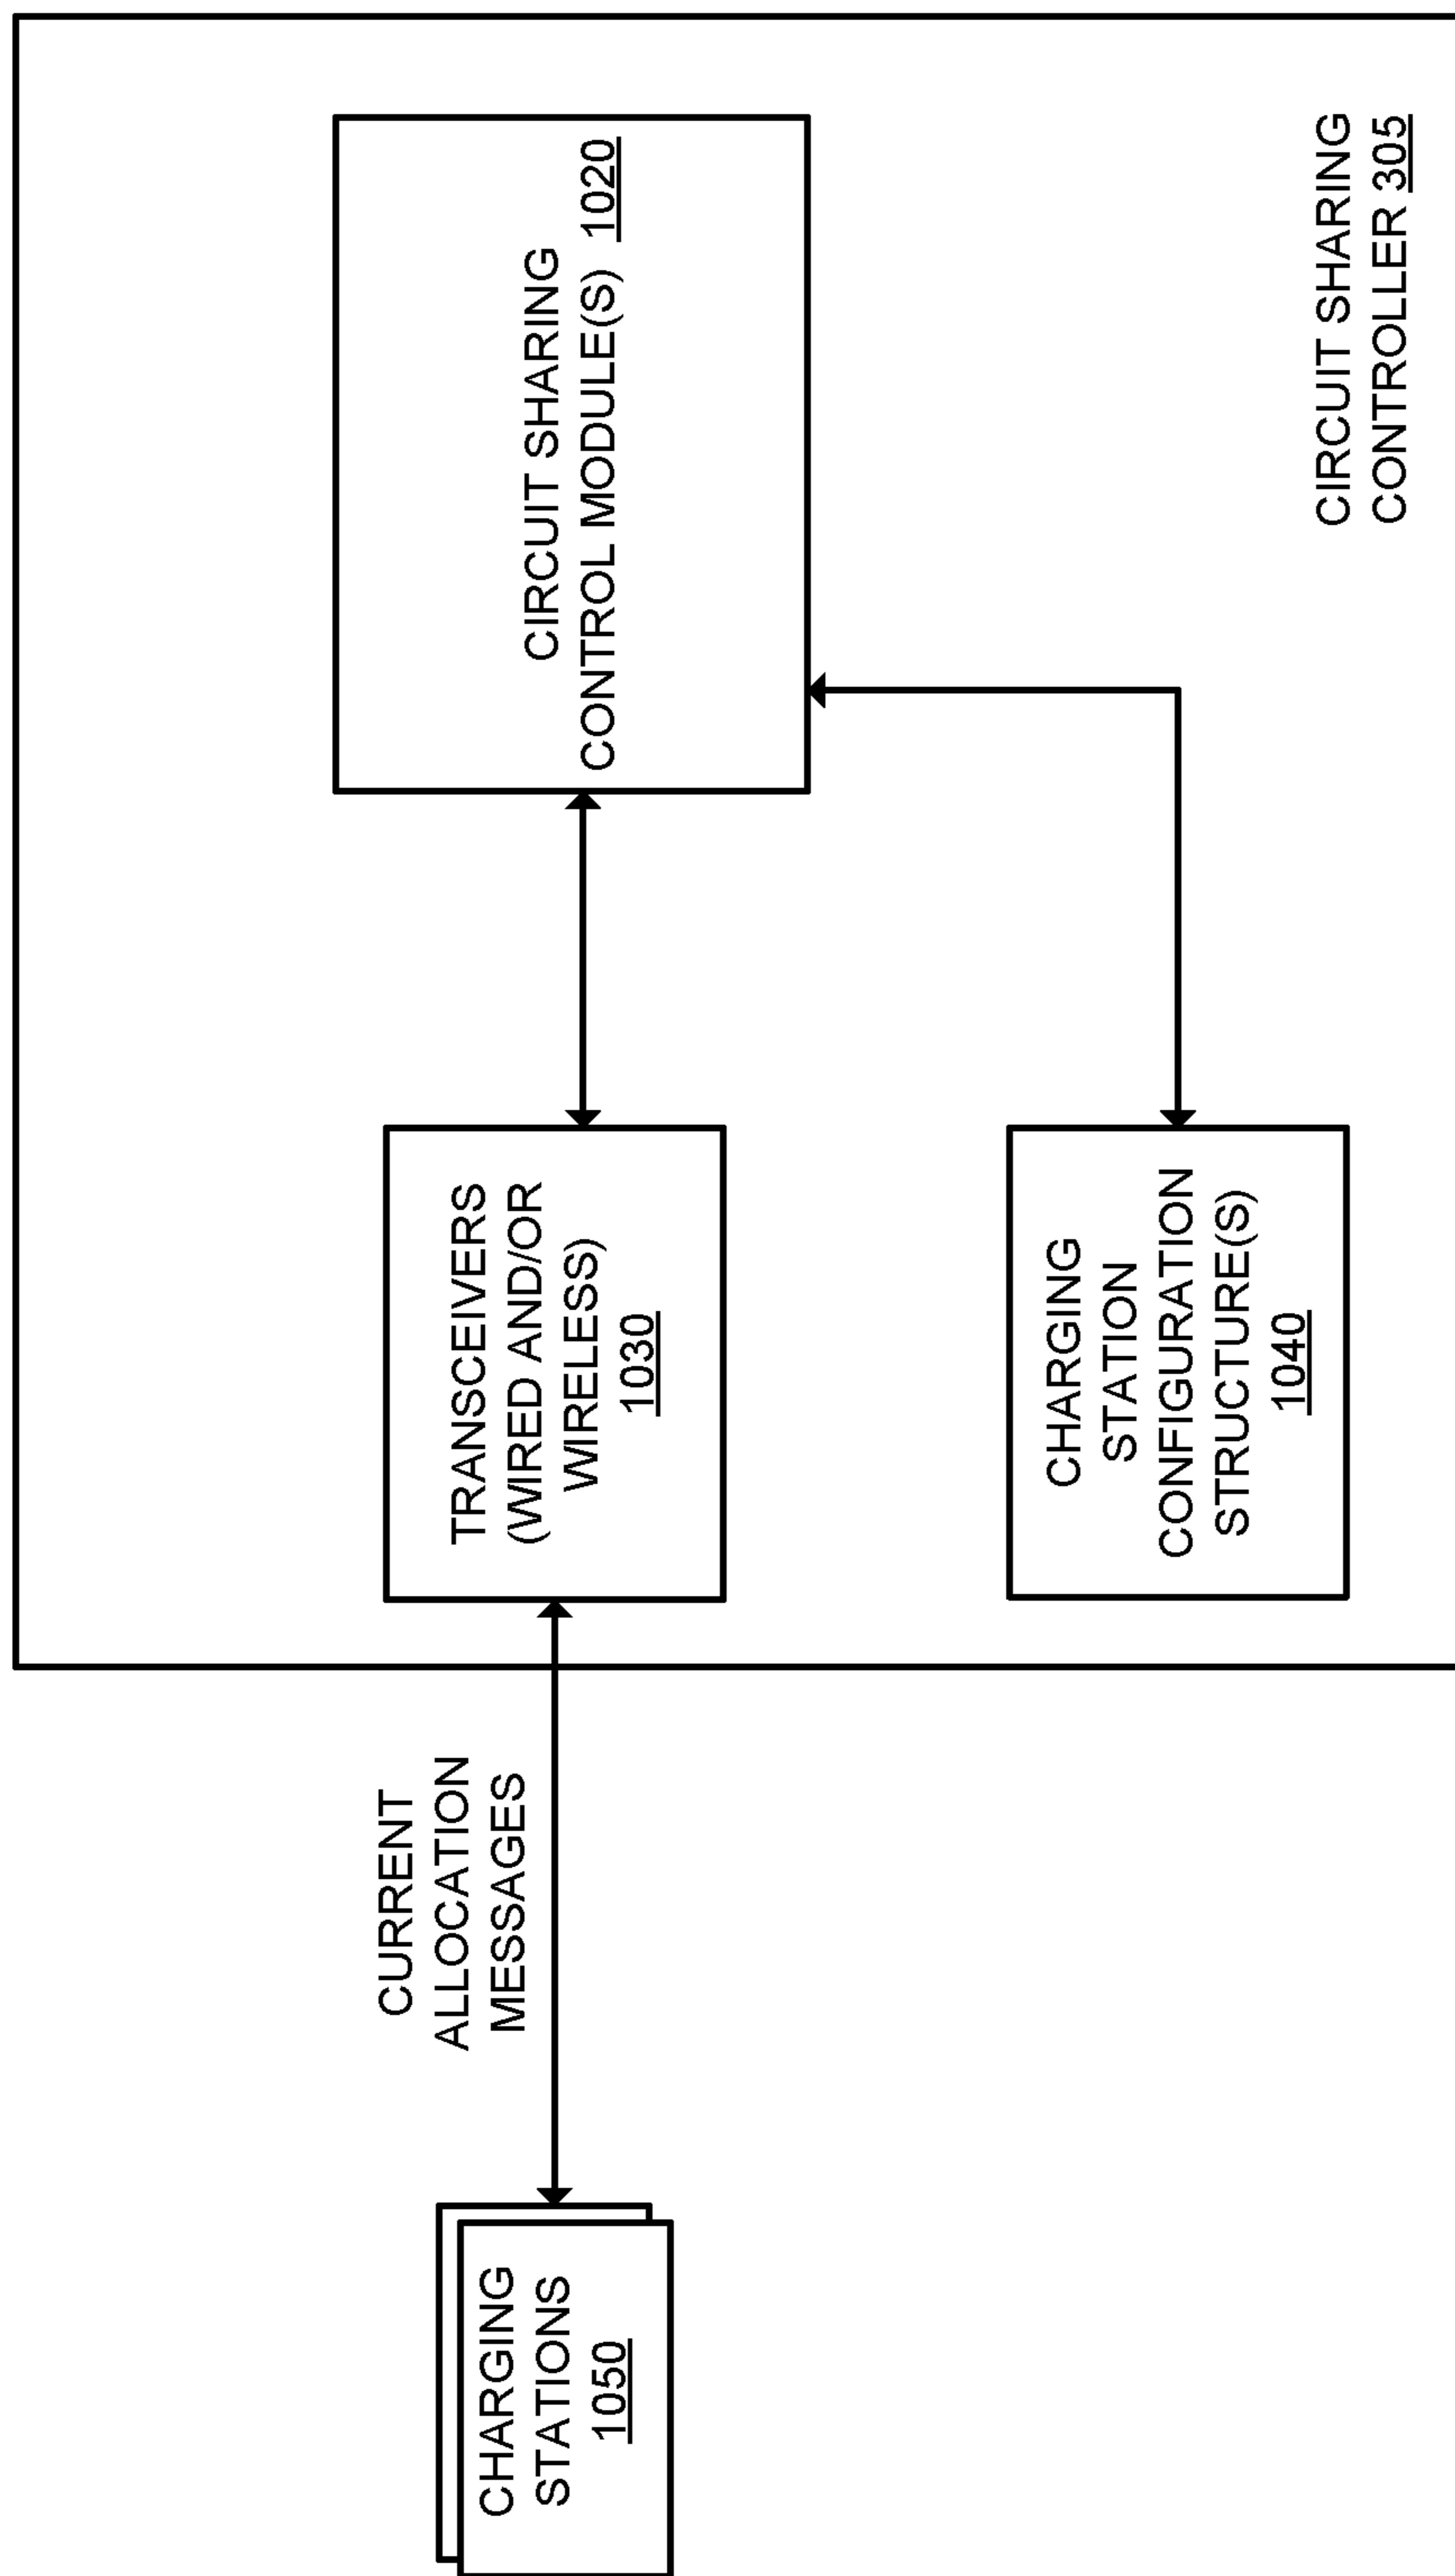 CURRENT
ALLOCATION
MESSAGES
CHARGING
STATIONS
1050
TRANSCEIVERS
(WIRED AND/OR
WIRELESS)
1030
CIRCUIT SHARING
CONTROL MODULE(S) 1020
CHARGING
STATION
CONFIGURATION
STRUCTURE(S)
1040
CIRCUIT SHARING
CONTROLLER 305